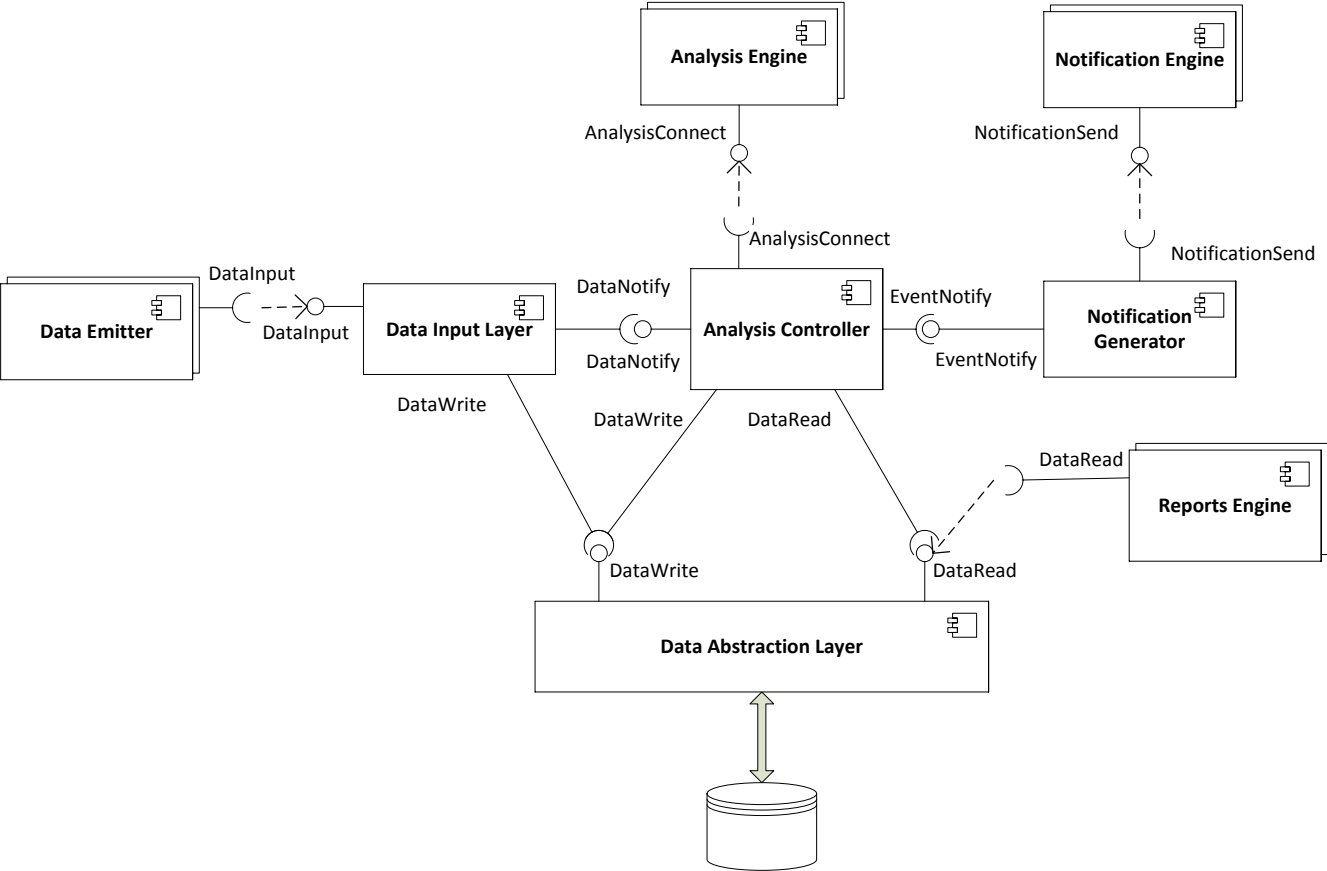 Analysis Engine
Notification Engine
AnalysisConnect
NotificationSend
AnalysisConnect
NotificationSend
DataInput
DataInput
Data Emitter
Data Input Layer
DataNotify
DataNotify
Analysis Controller
EventNotify
EventNotify
Notification
Generator
DataWrite
DataWrite
DataRead
DataRead
Reports Engine
DataWrite
DataRead
Data Abstraction Layer